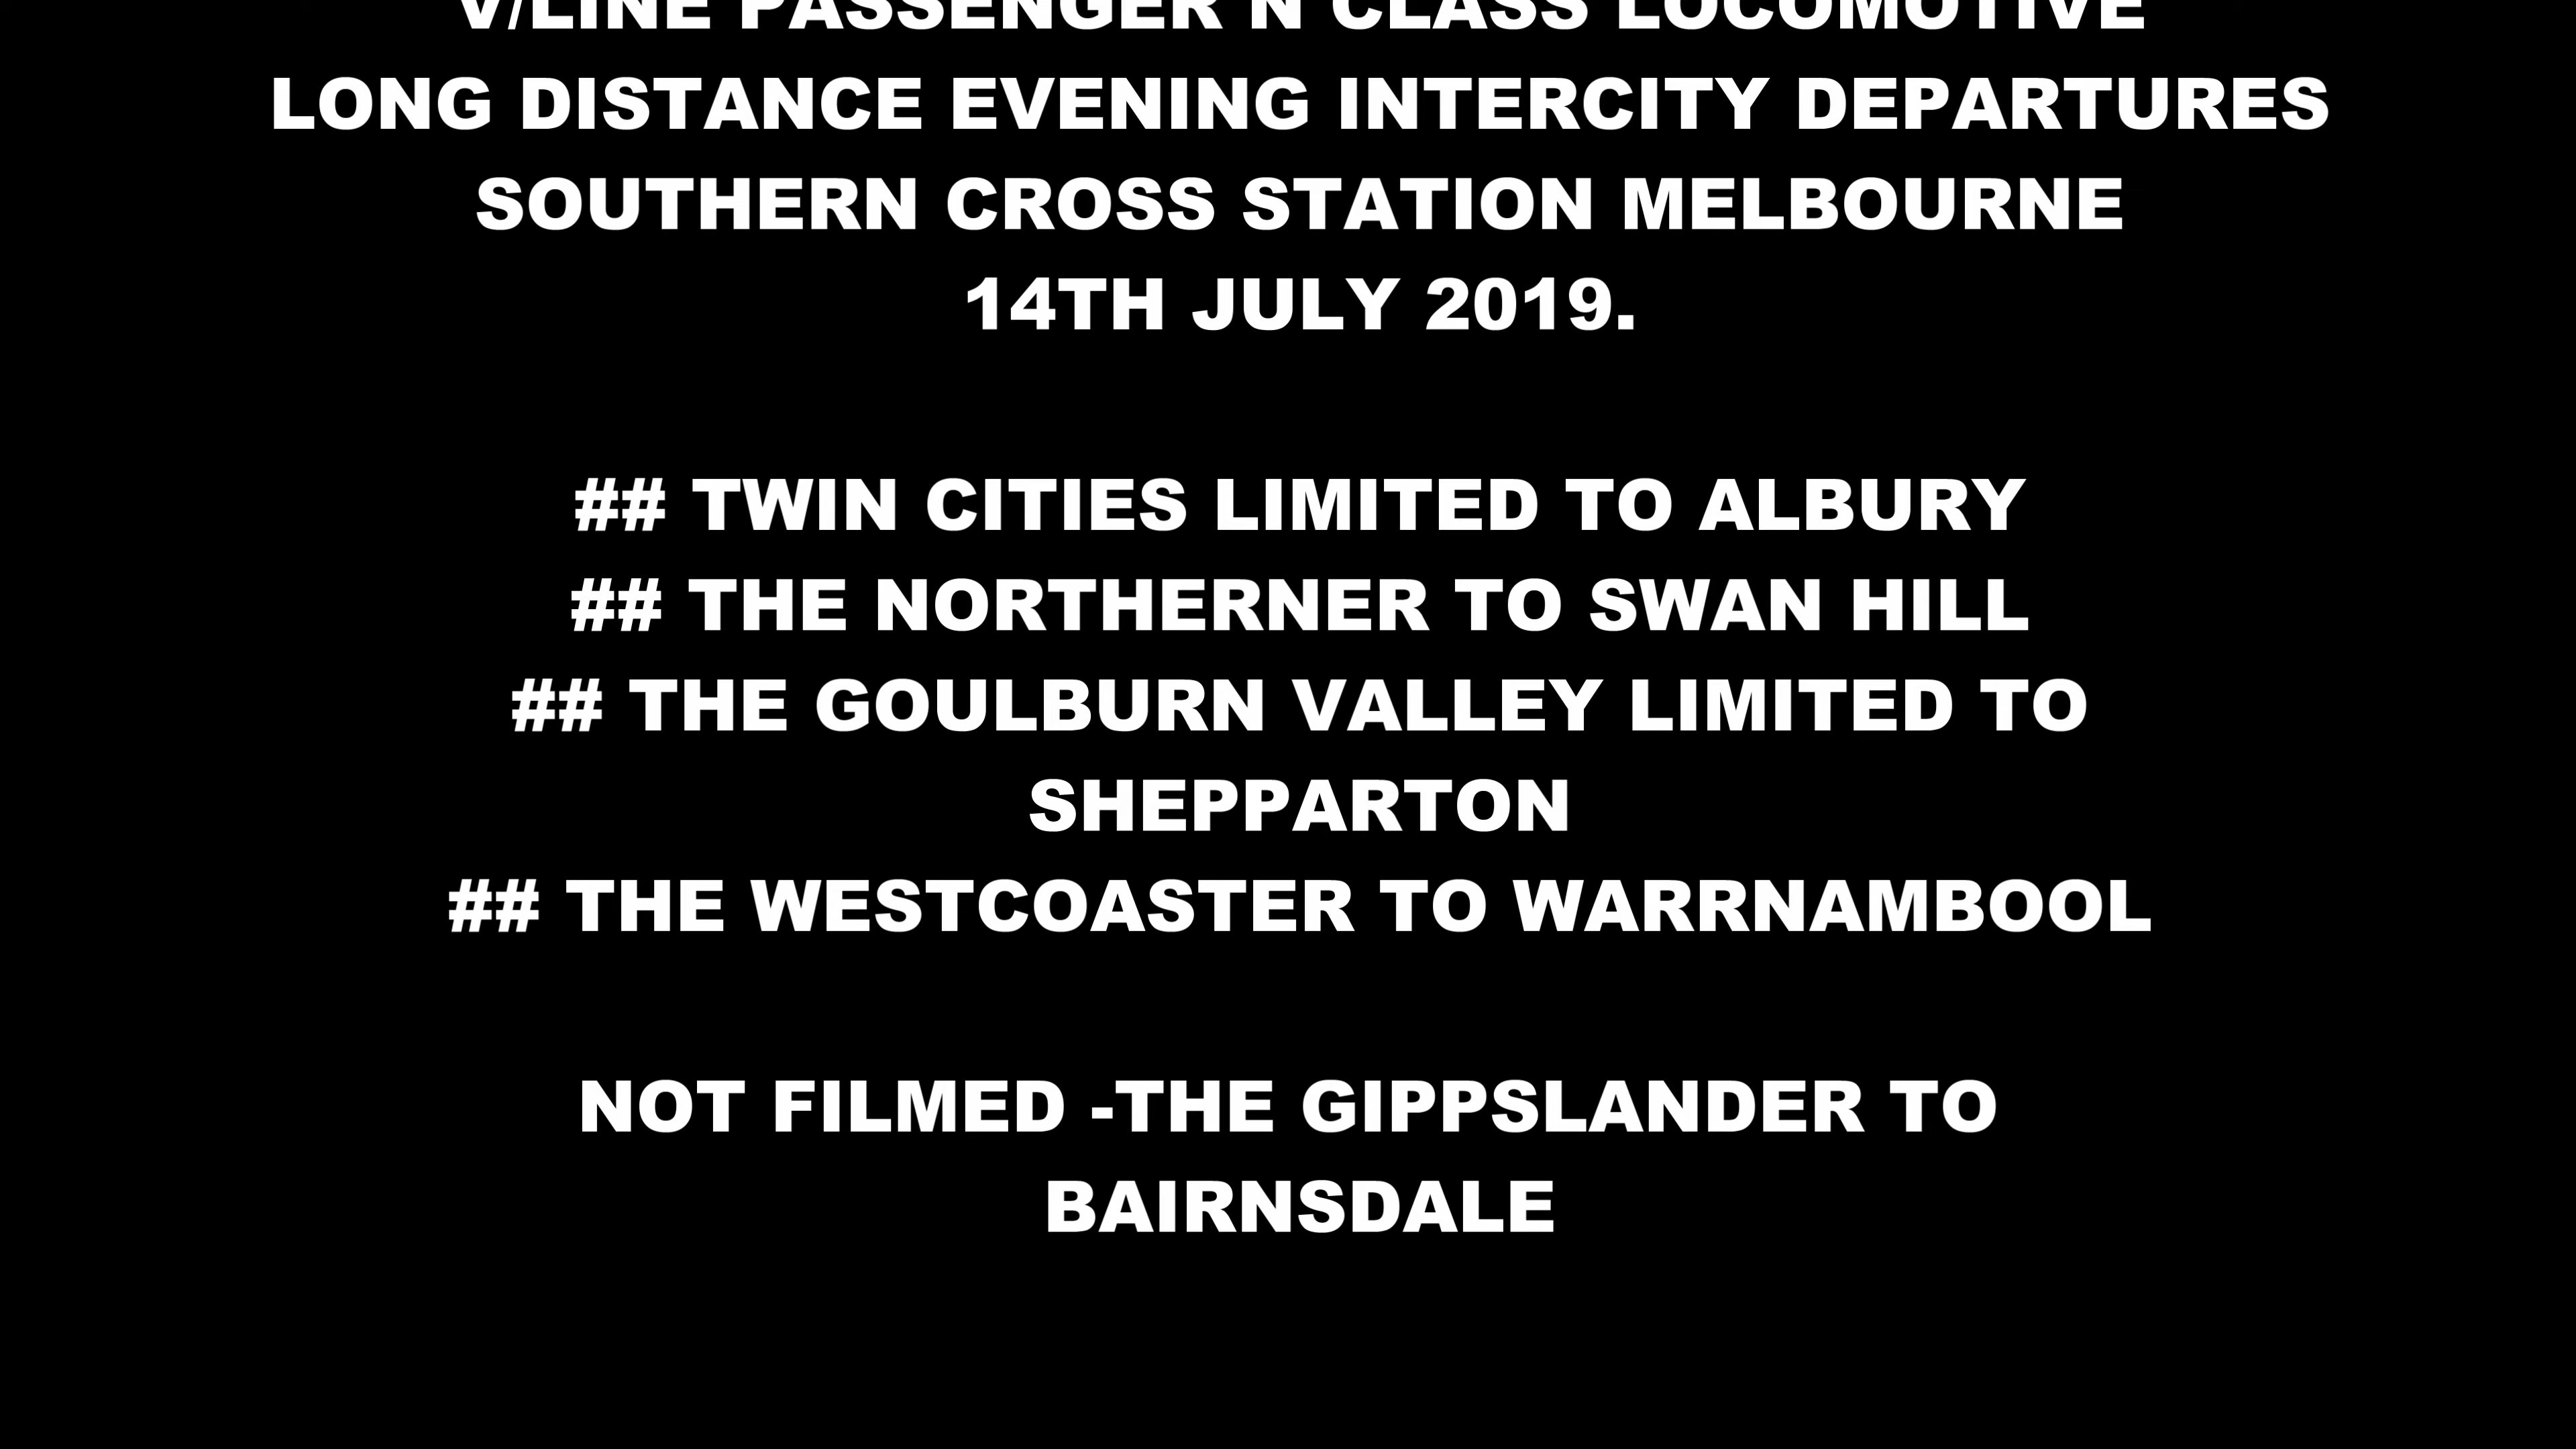 V/LINE PASSENGER N CLASS LOCOMOTIVE
LONG DISTANCE EVENING INTERCITY DEPARTURES
SOUTHERN CROSS STATION MELBOURNE
14TH JULY 2019.
## TWIN CITIES LIMITED TO ALBURY
## THE NORTHERNER TO SWAN HILL
## THE GOULBURN VALLEY LIMITED TO
SHEPPARTON
## THE WESTCOASTER TO WARRNAMBOOL
NOT FILMED -THE GIPPSLANDER TO
BAIRNSDALE